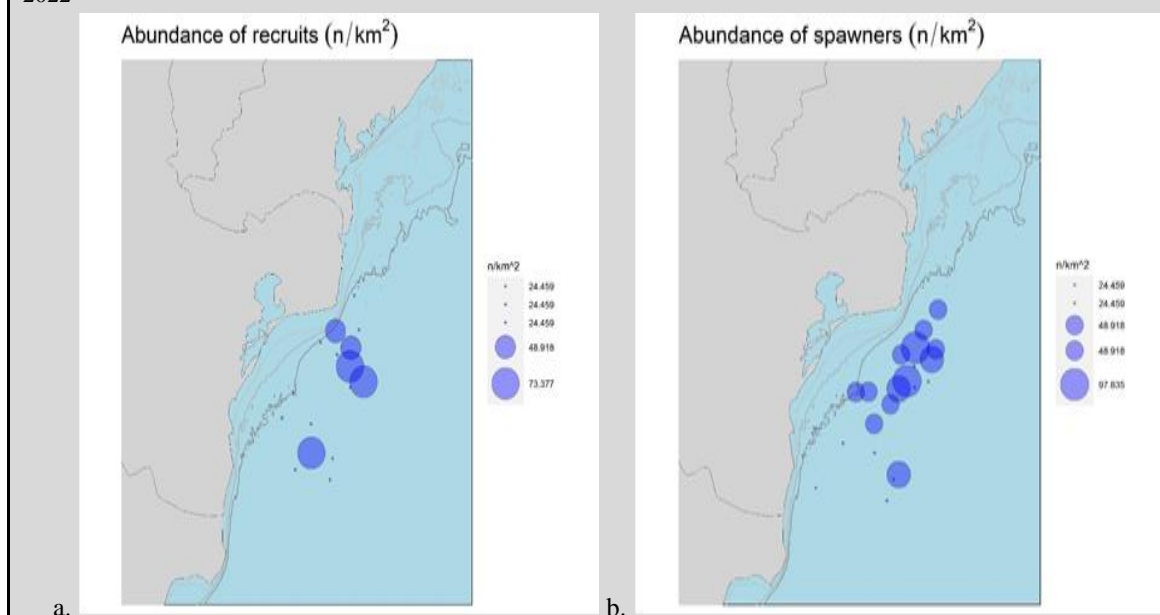 2022
Abundance of recruits (n/km²)
n/km^2
24.459
24.459
24.459
48.918
73.377
a.
Abundance of spawners (n/km²)
n/km^2
24.459
24.459
48.918
48.918
97.835
b.